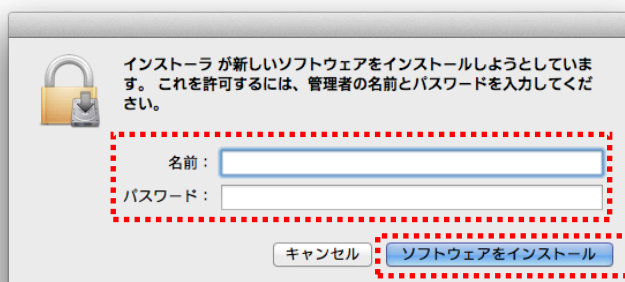 インストーラ が新しいソフトウェアをインストールしようとしていま
す。 これを許可するには、管理者の名前とパスワードを入力してくだ
さい。
名前：
パスワード：
キャンセル
ソフトウェアをインストール